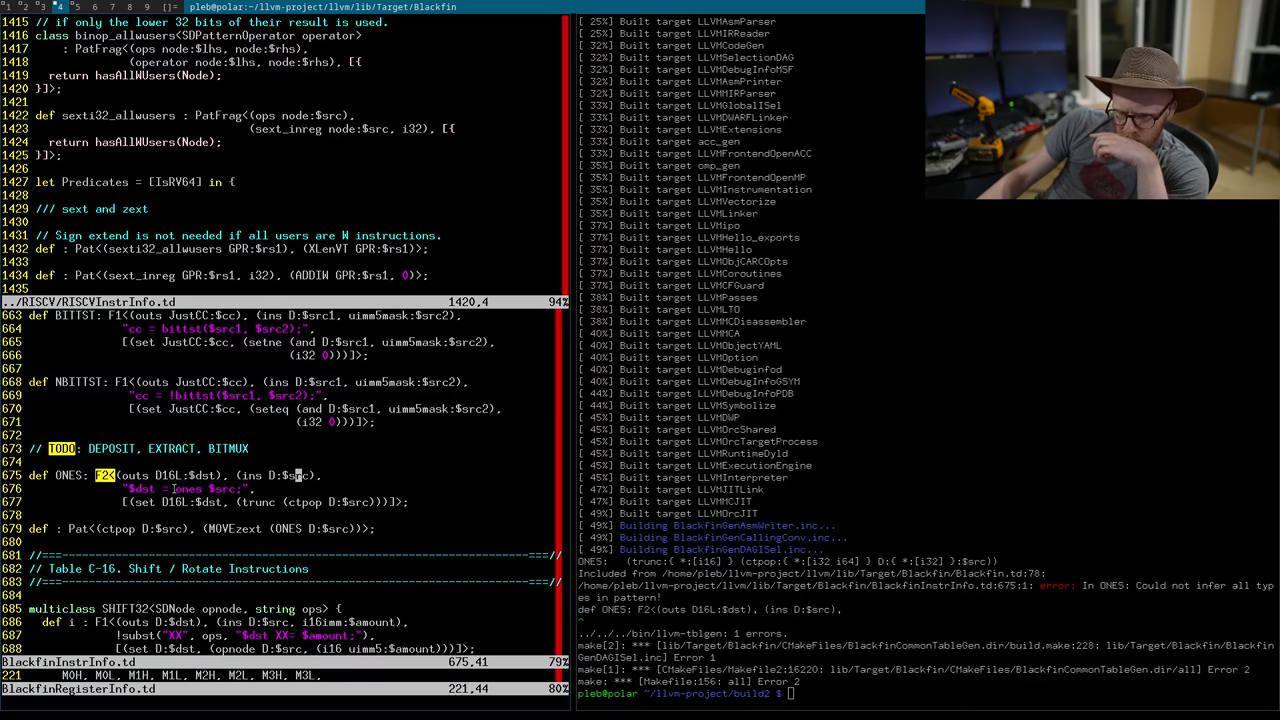 1 2 3 4 5 6 7 8 9 []= pleb@polar:~/llvm-project/llvm/lib/Target/Blackfin
1415 // if only the lower 32 bits of their result is used.
1416 class binop_allwusers<SDPatternOperator operator>
1417     : PatFrag<(ops node:$lhs, node:$rhs),
1418               (operator node:$lhs, node:$rhs), [{
1419   return hasAllWUsers(Node);
1420 }]>;
1421
1422 def sexti32_allwusers : PatFrag<(ops node:$src),
1423                                 (sext_inreg node:$src, i32), [{
1424   return hasAllWUsers(Node);
1425 }]>;
1426
1427 let Predicates = [IsRV64] in {
1428
1429 /// sext and zext
1430
1431 // Sign extend is not needed if all users are W instructions.
1432 def : Pat<(sexti32_allwusers GPR:$rs1), (XLenVT GPR:$rs1)>;
1433
1434 def : Pat<(sext_inreg GPR:$rs1, i32), (ADDIW GPR:$rs1, 0)>;
1435
../RISCV/RISCVInstrInfo.td 1420,4 94%
663 def BITTST: F1<(outs JustCC:$cc), (ins D:$src1, uimm5mask:$src2),
664               "cc = bittst($src1, $src2);",
665               [(set JustCC:$cc, (setne (and D:$src1, uimm5mask:$src2),
666                                        (i32 0)))]>;
667
668 def NBITTST: F1<(outs JustCC:$cc), (ins D:$src1, uimm5mask:$src2),
669               "cc = !bittst($src1, $src2);",
670                [(set JustCC:$cc, (seteq (and D:$src1, uimm5mask:$src2),
671                                         (i32 0)))]>;
672
673 // TODO: DEPOSIT, EXTRACT, BITMUX
674
675 def ONES: F2<(outs D16L:$dst), (ins D:$src),
676               "$dst = ones $src;",
677               [(set D16L:$dst, (trunc (ctpop D:$src)))]>;
678
679 def : Pat<(ctpop D:$src), (MOVEzext (ONES D:$src))>;
680
681 //===----------------------------------------------------------------------===//
682 // Table C-16. Shift / Rotate Instructions
683 //===----------------------------------------------------------------------===//
684
685 multiclass SHIFT32<SDNode opnode, string ops> {
686   def i : F1<(outs D:$dst), (ins D:$src, i16imm:$amount),
687              !subst("XX", ops, "$dst XX= $amount;"),
688              [(set D:$dst, (opnode D:$src, (i16 uimm5:$amount)))]>;
BlackfinInstrInfo.td 675,41 79%
221     M0H, M0L, M1H, M1L, M2H, M2L, M3H, M3L,
BlackfinRegisterInfo.td 221,44 80%
[ 25%] Built target LLVMAsmParser
[ 25%] Built target LLVMIRReader
[ 32%] Built target LLVMCodeGen
[ 32%] Built target LLVMSelectionDAG
[ 32%] Built target LLVMDebugInfoMSF
[ 32%] Built target LLVMAsmPrinter
[ 32%] Built target LLVMMIRParser
[ 33%] Built target LLVMGlobalISel
[ 33%] Built target LLVMDWARFLinker
[ 33%] Built target LLVMExtensions
[ 33%] Built target acc_gen
[ 33%] Built target LLVMFrontendOpenACC
[ 35%] Built target omp_gen
[ 35%] Built target LLVMFrontendOpenMP
[ 35%] Built target LLVMInstrumentation
[ 35%] Built target LLVMVectorize
[ 35%] Built target LLVMLinker
[ 37%] Built target LLVMipo
[ 37%] Built target LLVMHello_exports
[ 37%] Built target LLVMHello
[ 37%] Built target LLVMObjCARCOpts
[ 37%] Built target LLVMCoroutines
[ 37%] Built target LLVMCFGuard
[ 38%] Built target LLVMPasses
[ 38%] Built target LLVMLTO
[ 38%] Built target LLVMMCDisassembler
[ 40%] Built target LLVMMCA
[ 40%] Built target LLVMObjectYAML
[ 40%] Built target LLVMOption
[ 40%] Built target LLVMDebuginfod
[ 40%] Built target LLVMDebugInfoGSYM
[ 44%] Built target LLVMDebugInfoPDB
[ 44%] Built target LLVMSymbolize
[ 45%] Built target LLVMDWP
[ 45%] Built target LLVMOrcShared
[ 45%] Built target LLVMOrcTargetProcess
[ 45%] Built target LLVMRuntimeDyld
[ 45%] Built target LLVMExecutionEngine
[ 45%] Built target LLVMInterpreter
[ 47%] Built target LLVMJITLink
[ 47%] Built target LLVMMCJIT
[ 47%] Built target LLVMOrcJIT
[ 49%] Building BlackfinGenAsmWriter.inc...
[ 49%] Building BlackfinGenCallingConv.inc...
[ 49%] Building BlackfinGenDAGISel.inc...
ONES:   (trunc:{ *:[i16] } (ctpop:{ *:[i32 i64] } D:{ *:[i32] }:$src))
Included from /home/pleb/llvm-project/llvm/lib/Target/Blackfin/Blackfin.td:78:
/home/pleb/llvm-project/llvm/lib/Target/Blackfin/BlackfinInstrInfo.td:675:1: error: In ONES: Could not infer all typ
es in pattern!
def ONES: F2<(outs D16L:$dst), (ins D:$src),
^
../../../bin/llvm-tblgen: 1 errors.
make[2]: *** [lib/Target/Blackfin/CMakeFiles/BlackfinCommonTableGen.dir/build.make:228: lib/Target/Blackfin/Blackfin
GenDAGISel.inc] Error 1
make[1]: *** [CMakeFiles/Makefile2:16220: lib/Target/Blackfin/CMakeFiles/BlackfinCommonTableGen.dir/all] Error 2
make: *** [Makefile:156: all] Error 2
pleb@polar ~/llvm-project/build2 $